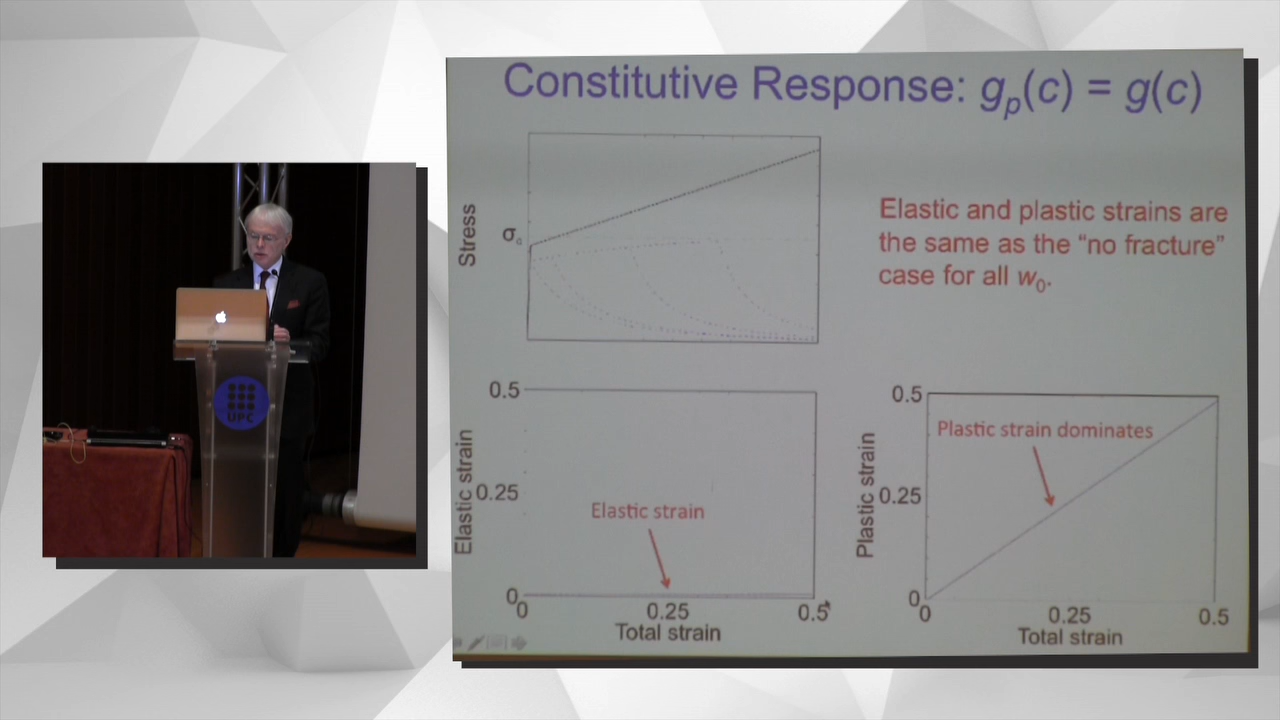 Constitutive Response: gp(c) = g(c)
Stress
σ
Elastic and plastic strains are
the same as the “no fracture”
case for all w0.
0.5
Elastic strain
0.25
Elastic strain
0
0
0.25
0.5
Total strain
0.5
Plastic strain dominates
Plastic strain
0.25
0
0
0.25
0.5
Total strain
UPC